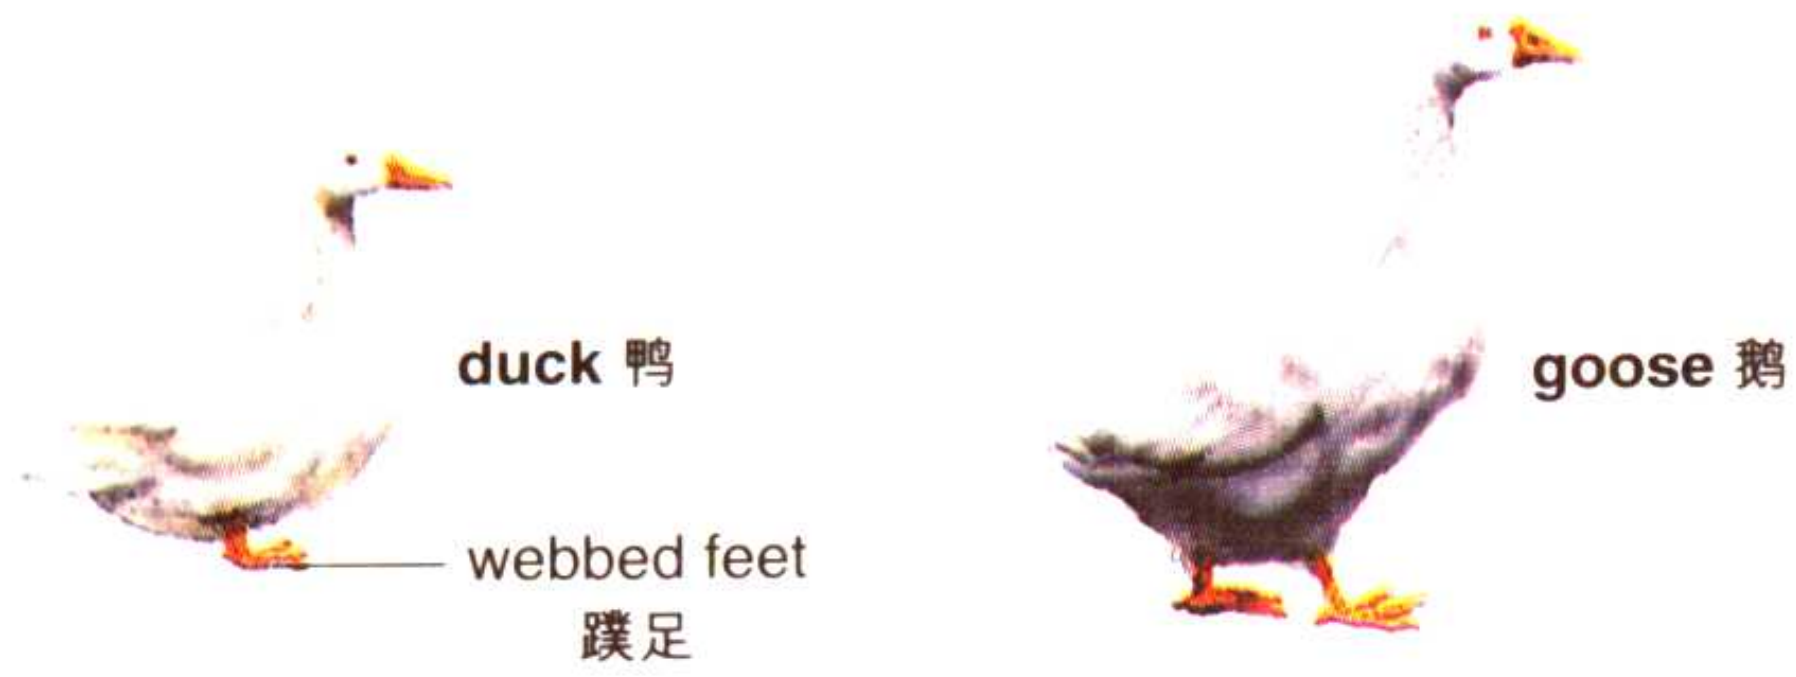 duck 鸭
goose 鹅
webbed feet
蹼足